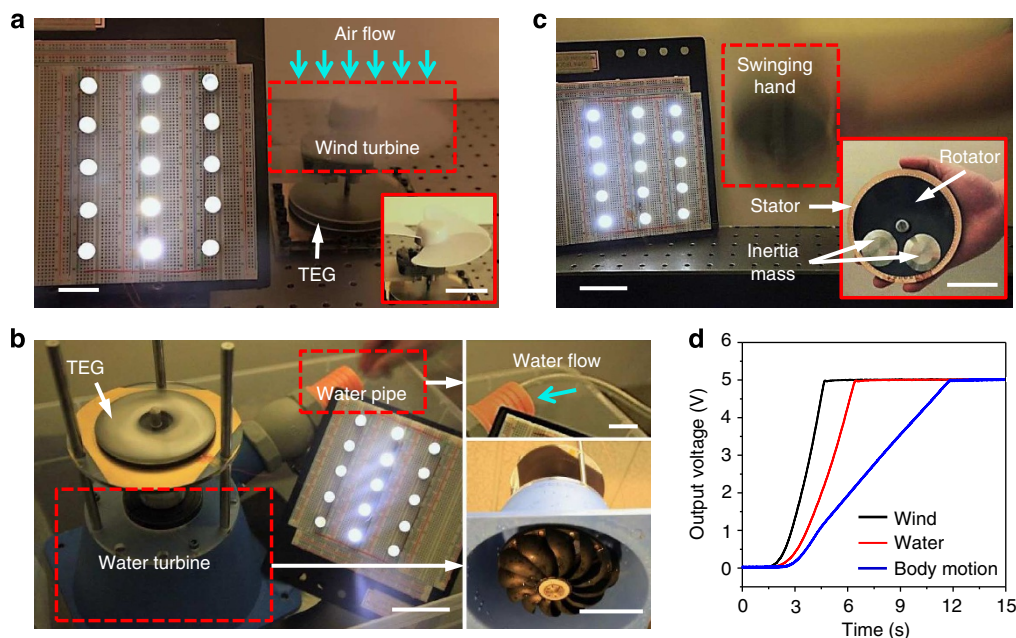 a
Air flow
Wind turbine
TEG
b
TEG
Water pipe
Water flow
Water turbine
c
Swinging
hand
Rotator
Stator
Inertia
mass
d
Output voltage (V)
6
5
4
3
2
1
0
Wind
Water
Body motion
0 3 6 9 12 15
Time (s)